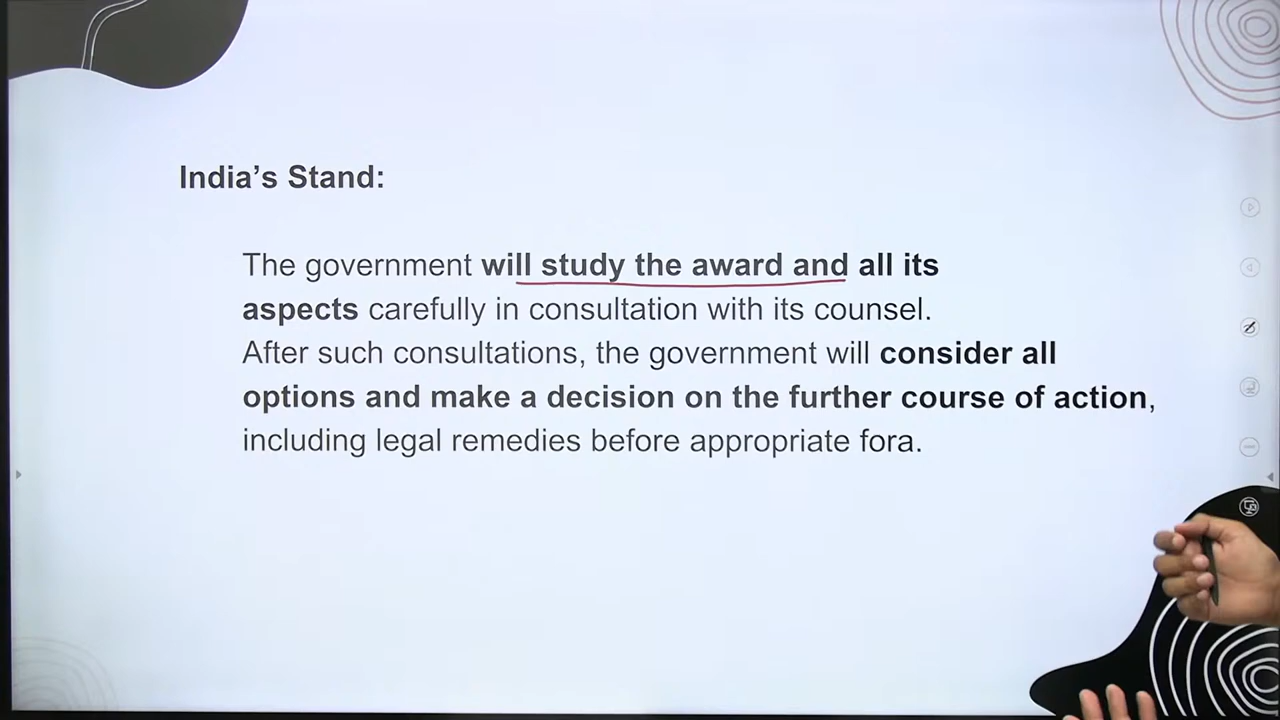 India’s Stand:
The government will study the award and all its
aspects carefully in consultation with its counsel.
After such consultations, the government will consider all
options and make a decision on the further course of action,
including legal remedies before appropriate fora.